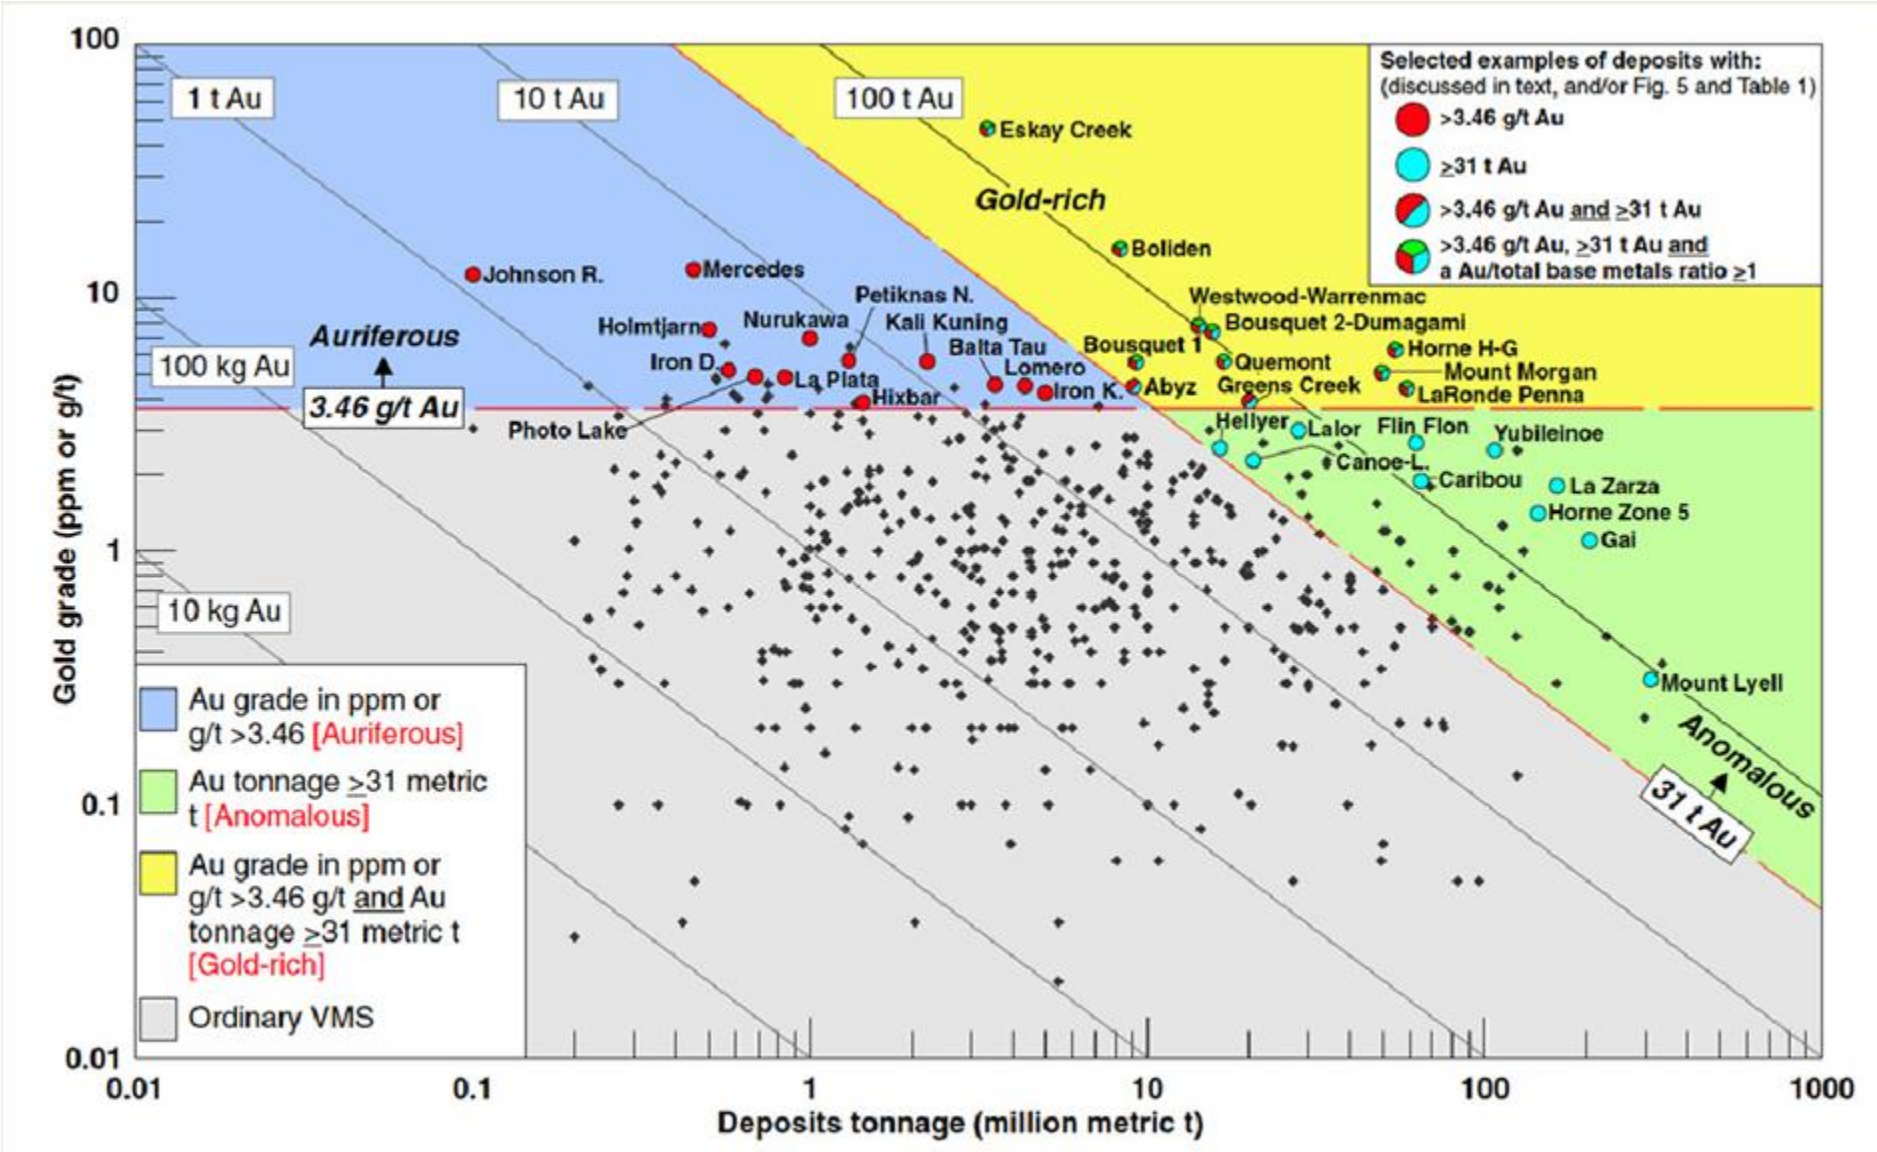 100
10
1
0.1
0.01
Gold grade (ppm or g/t)
0.01
0.1
1
10
100
1000
Deposits tonnage (million metric t)
1 t Au
10 t Au
100 t Au
100 kg Au
10 kg Au
Selected examples of deposits with:
(discussed in text, and/or Fig. 5 and Table 1)
>3.46 g/t Au
≥31 t Au
>3.46 g/t Au and ≥31 t Au
>3.46 g/t Au, ≥31 t Au and
a Au/total base metals ratio ≥1
Eskay Creek
Gold-rich
Boliden
Johnson R.
Mercedes
Petiknas N.
Westwood-Warrenmac
Holmtjarn
Nurukawa
Kali Kuning
Bousquet 2-Dumagami
Auriferous
Balta Tau
Bousquet 1
Horne H-G
Iron D.
La Plata
Lomero
Quemont
Mount Morgan
Iron K.
Abyz
Greens Creek
LaRonde Penna
3.46 g/t Au
Hixbar
Photo Lake
Hellyer
Lalor
Flin Flon
Yubileinoe
Canoe-L.
Caribou
La Zarza
Horne Zone 5
Gai
Mount Lyell
Anomalous
31 t Au
Au grade in ppm or
g/t >3.46 [Auriferous]
Au tonnage ≥31 metric
t [Anomalous]
Au grade in ppm or
g/t >3.46 g/t and Au
tonnage ≥31 metric t
[Gold-rich]
Ordinary VMS